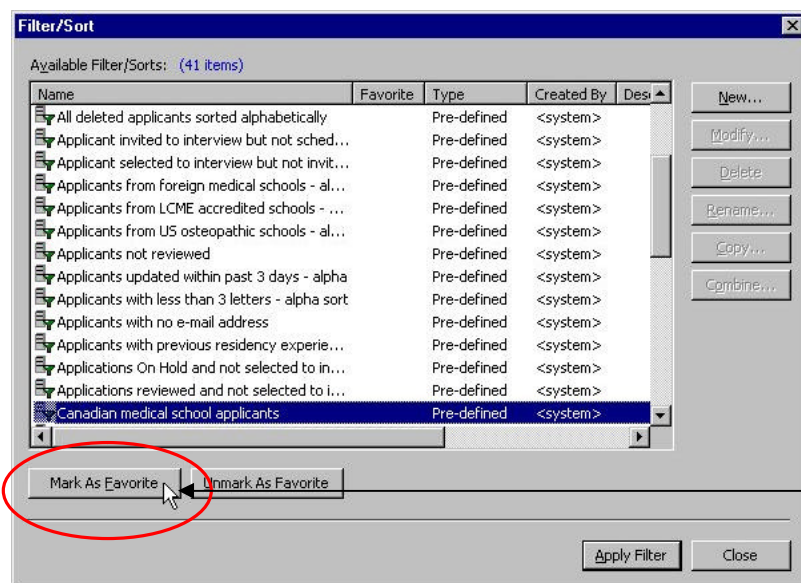 Filter/Sort
Available Filter/Sorts: (41 items)
Name Favorite Type Created By Des
All deleted applicants sorted alphabetically Pre-defined <system>
Applicant invited to interview but not sched... Pre-defined <system>
Applicant selected to interview but not invit... Pre-defined <system>
Applicants from foreign medical schools - al... Pre-defined <system>
Applicants from LCME accredited schools - ... Pre-defined <system>
Applicants from US osteopathic schools - al... Pre-defined <system>
Applicants not reviewed Pre-defined <system>
Applicants updated within past 3 days - alpha Pre-defined <system>
Applicants with less than 3 letters - alpha sort Pre-defined <system>
Applicants with no e-mail address Pre-defined <system>
Applicants with previous residency experie... Pre-defined <system>
Applications On Hold and not selected to in... Pre-defined <system>
Applications reviewed and not selected to i... Pre-defined <system>
Canadian medical school applicants Pre-defined <system>
New...
Modify...
Delete
Rename...
Copy...
Combine...
Mark As Favorite Unmark As Favorite
Apply Filter Close